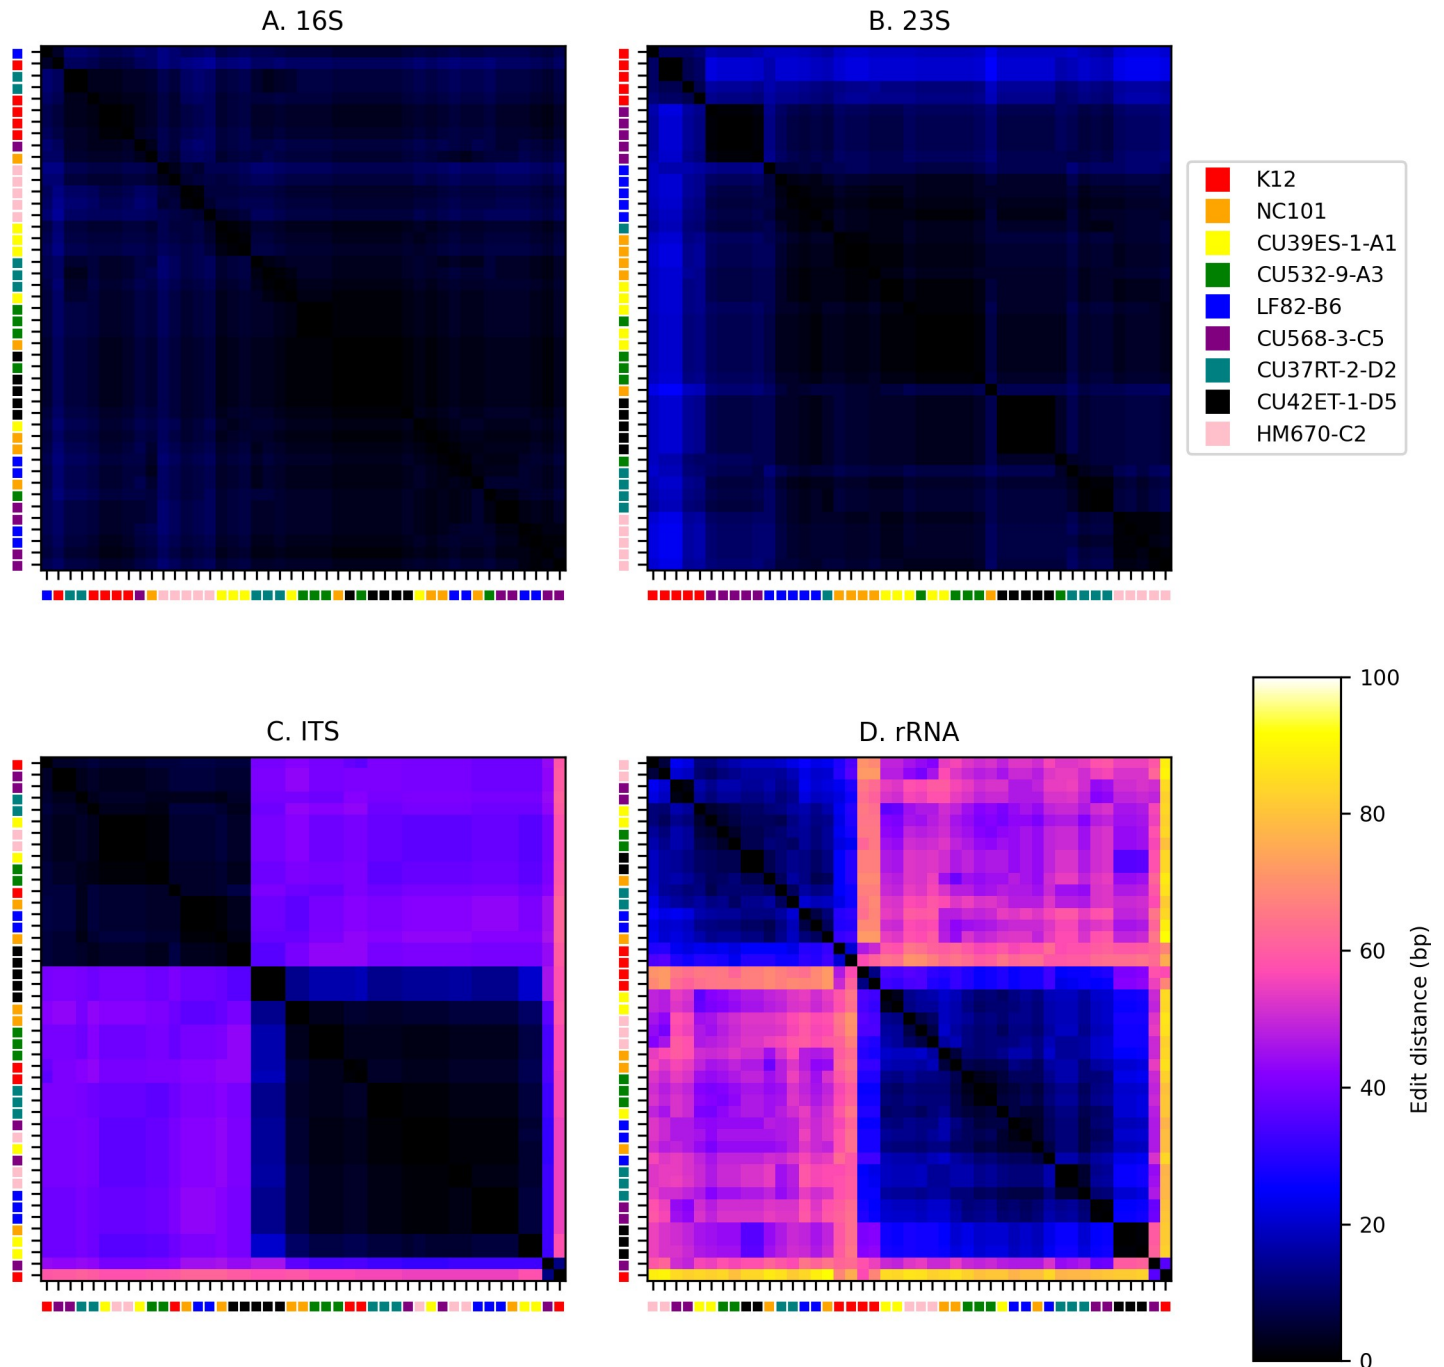 A. 16S
B. 23S
K12
NC101
CU39ES-1-A1
CU532-9-A3
LF82-B6
CU568-3-C5
CU37RT-2-D2
CU42ET-1-D5
HM670-C2
C. ITS
D. rRNA
100
80
60
40
20
0
Edit distance (bp)